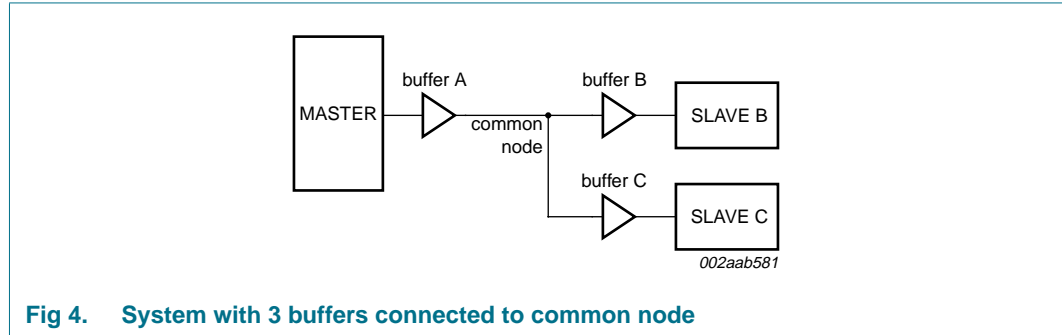 buffer A
buffer B
MASTER
SLAVE B
common
node
buffer C
SLAVE C
002aab581
Fig 4. System with 3 buffers connected to common node